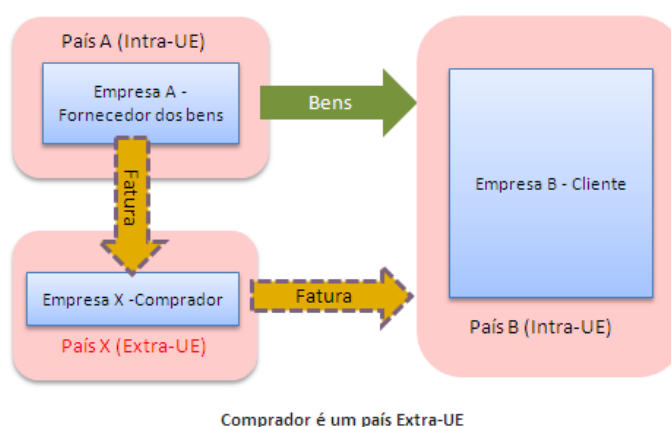 País A (Intra-UE)
Empresa A -
Fornecedor dos bens
Bens
Fatura
Empresa B - Cliente
Empresa X -Comprador
Fatura
País X (Extra-UE)
País B (Intra-UE)
Comprador é um país Extra-UE